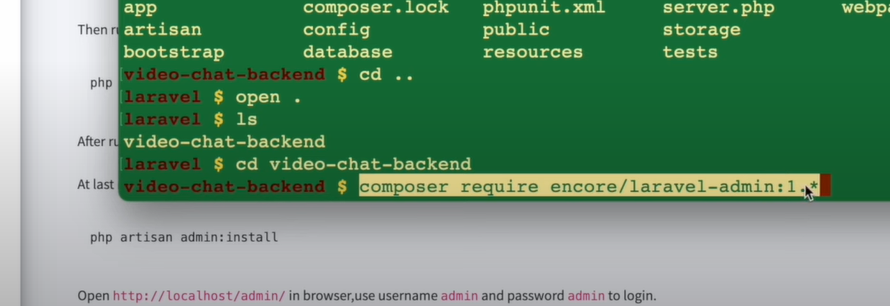 app composer.lock phpunit.xml server.php
Then
artisan config public storage
bootstrap database resources tests
video-chat-backend $ cd ..
php
laravel $ open .
laravel $ ls
After
video-chat-backend
laravel $ cd video-chat-backend
At last
video-chat-backend $ composer require encore/laravel-admin:1.*
php artisan admin:install
Open http://localhost/admin/ in browser,use username admin and password admin to login.